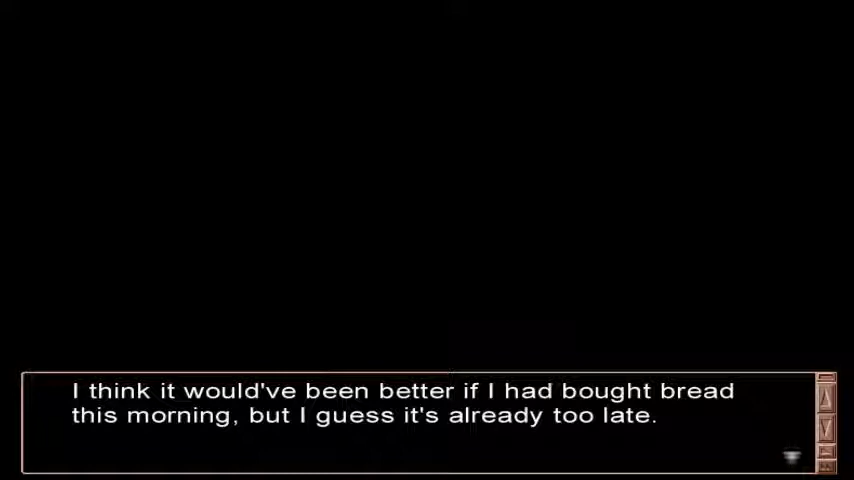 I think it would've been better if I had bought bread
this morning, but I guess it's already too late.